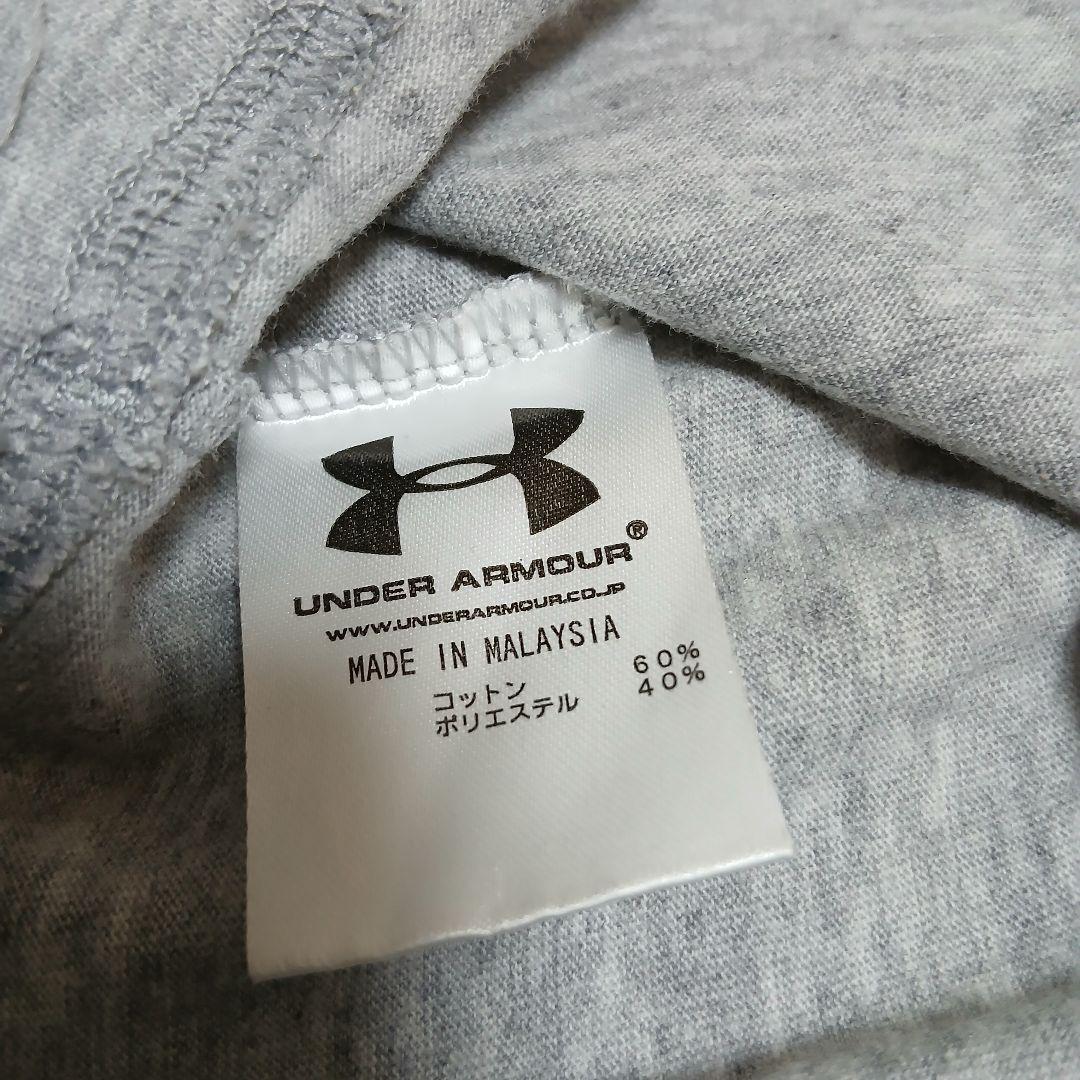 UNDER ARMOUR®
WWW.UNDERARMOUR.CO.JP
MADE IN MALAYSIA
コットン 60%
ポリエステル 40%